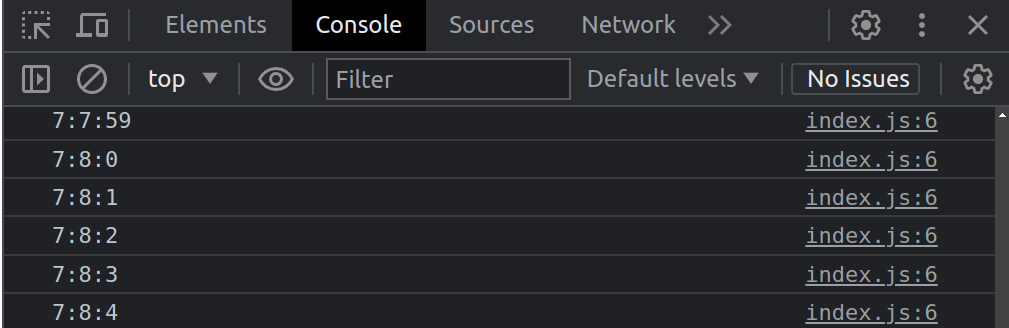 Elements Console Sources Network
top Filter Default levels No Issues
7:7:59 index.js:6
7:8:0 index.js:6
7:8:1 index.js:6
7:8:2 index.js:6
7:8:3 index.js:6
7:8:4 index.js:6